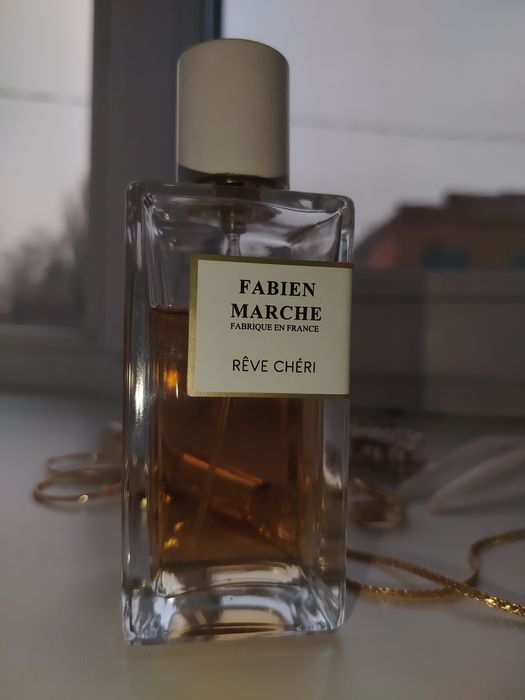 FABIEN
MARCHE
FABRIQUE EN FRANCE
RÊVE CHÉRI